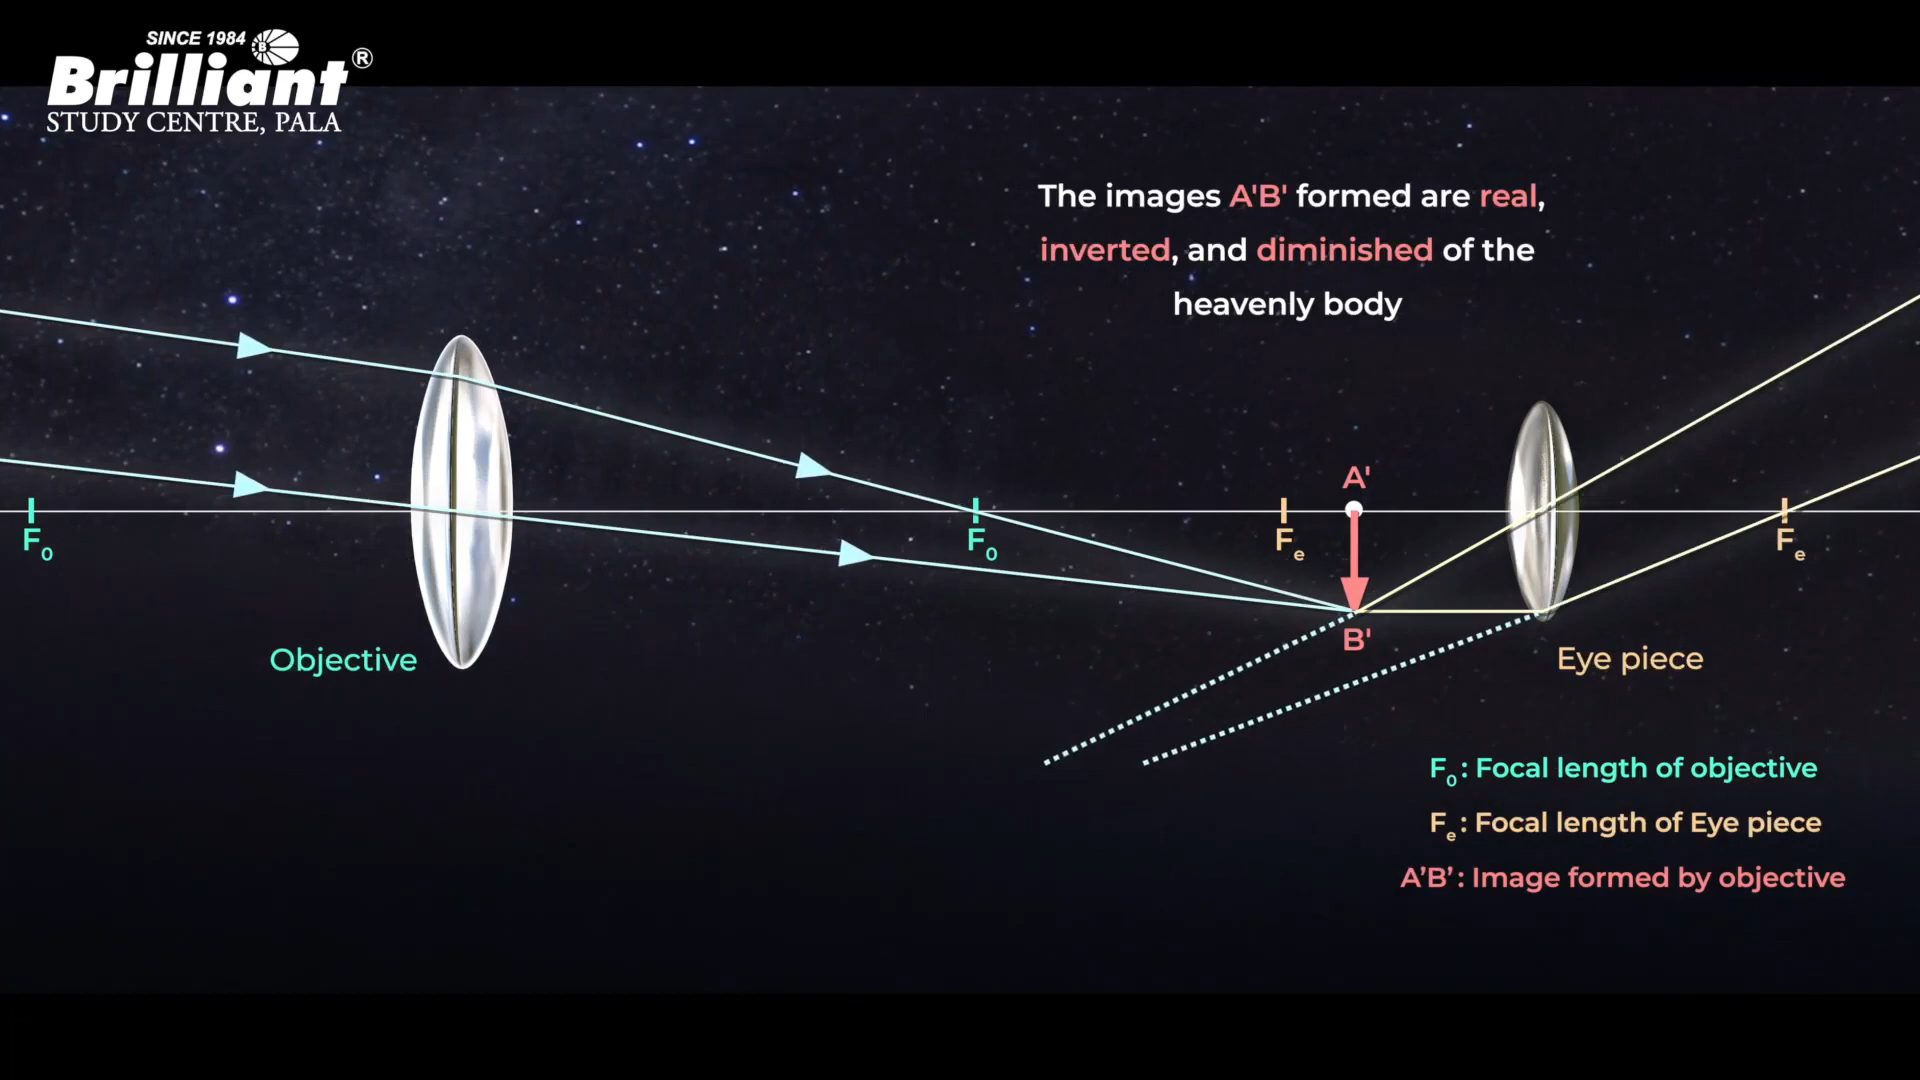 SINCE 1984
B
Brilliant ®
STUDY CENTRE, PALA
The images A'B' formed are real,
inverted, and diminished of the
heavenly body
A'
F₀
F₀
Fₑ
Fₑ
B'
Objective
Eye piece
F₀ : Focal length of objective
Fₑ : Focal length of Eye piece
A’B’ : Image formed by objective